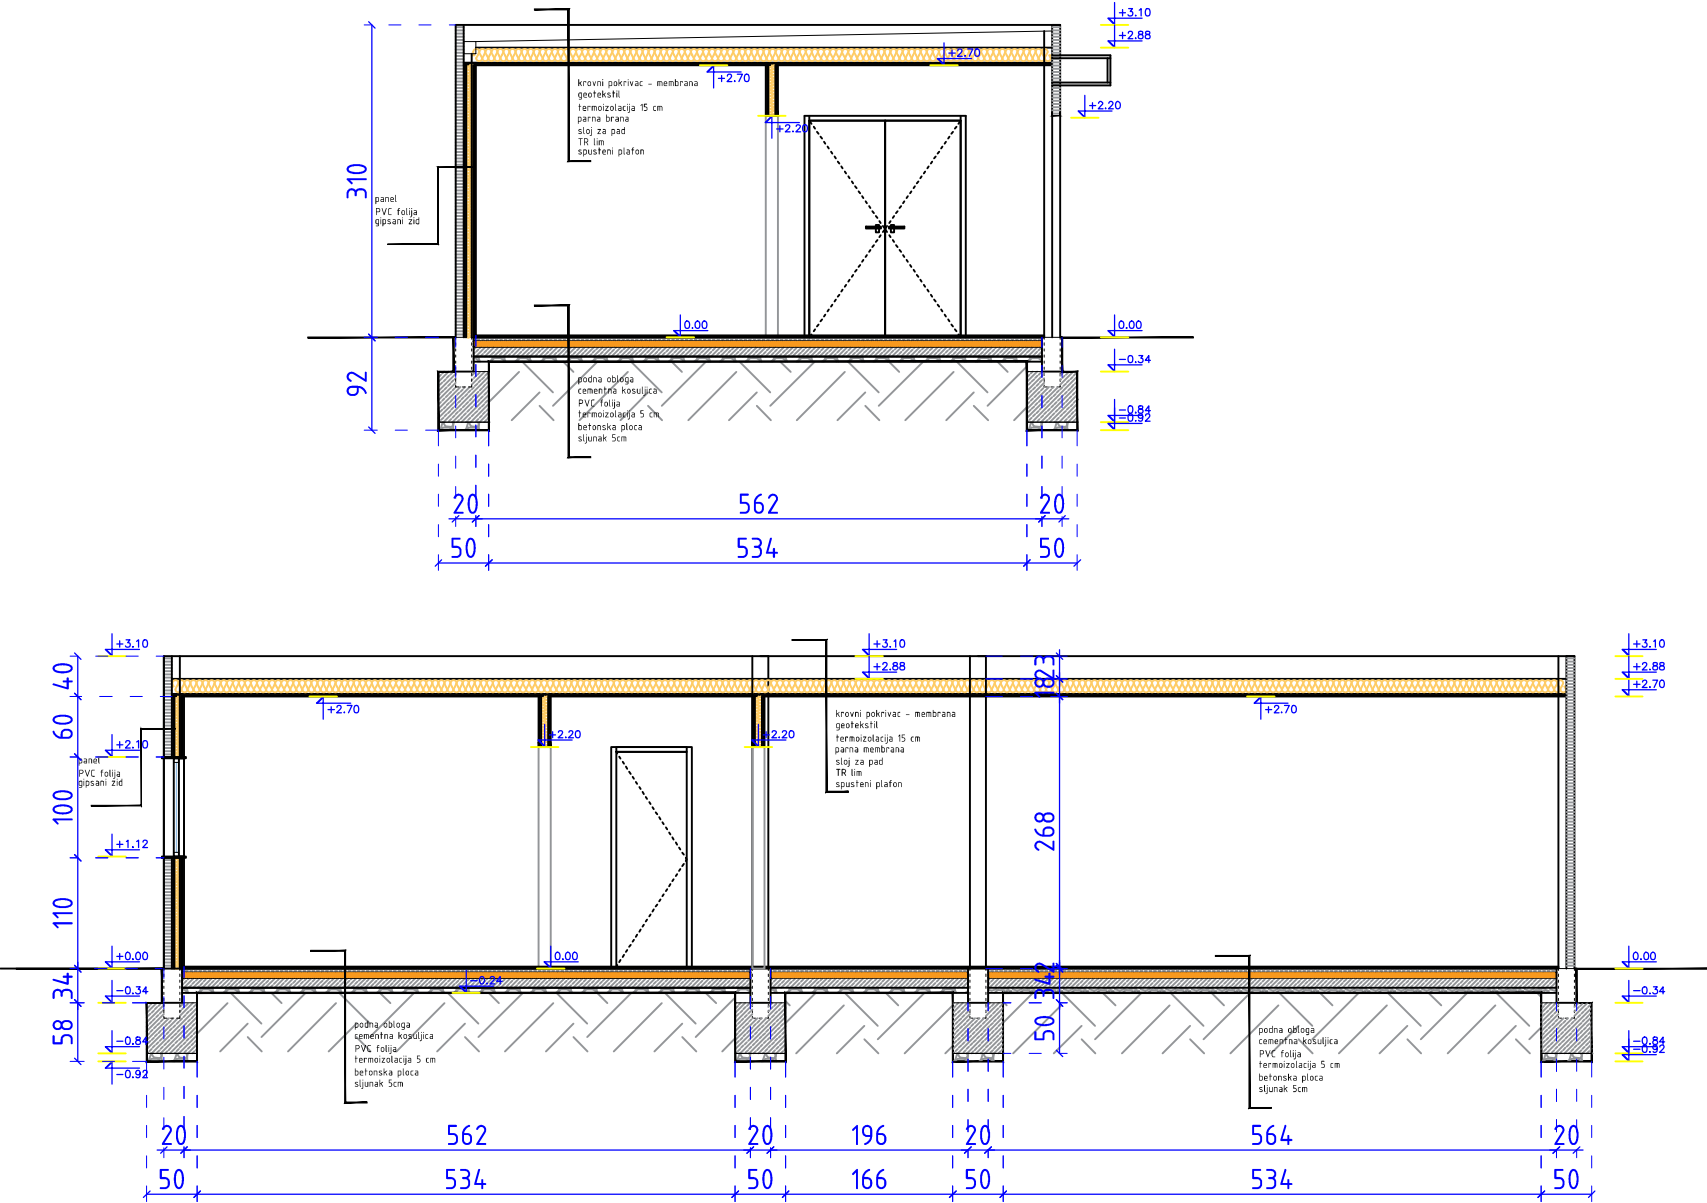 +3.10
+2.88
+2.70
+2.70
krovni pokrivac - membrana
geotekstil
termoizolacija 15 cm
parna brana
sloj za pad
TR lim
spusteni plafon
+2.20
+2.20
310
panel
PVC folija
gipsani zid
0.00
0.00
-0.34
92
podna obloga
cementna kosuljica
PVC folija
termoizolacija 5 cm
betonska ploca
sljunak 5cm
-0.84
-0.92
20 562 20
50 534 50
+3.10
+3.10
+3.10
40
+2.88
23
+2.88
18
+2.70
+2.70
+2.70
60
krovni pokrivac - membrana
geotekstil
termoizolacija 15 cm
parna membrana
sloj za pad
TR lim
spusteni plafon
+2.20
+2.20
+2.10
panel
PVC folija
gipsani zid
100
268
+1.12
110
+0.00
0.00
0.00
34
-0.24
342
-0.34
-0.34
58
50
podna obloga
cementna kosuljica
PVC folija
termoizolacija 5 cm
betonska ploca
sljunak 5cm
podna obloga
cementna kosuljica
PVC folija
termoizolacija 5 cm
betonska ploca
sljunak 5cm
-0.84
-0.92
-0.84
-0.92
20 562 20 196 20 564 20
50 534 50 166 50 534 50